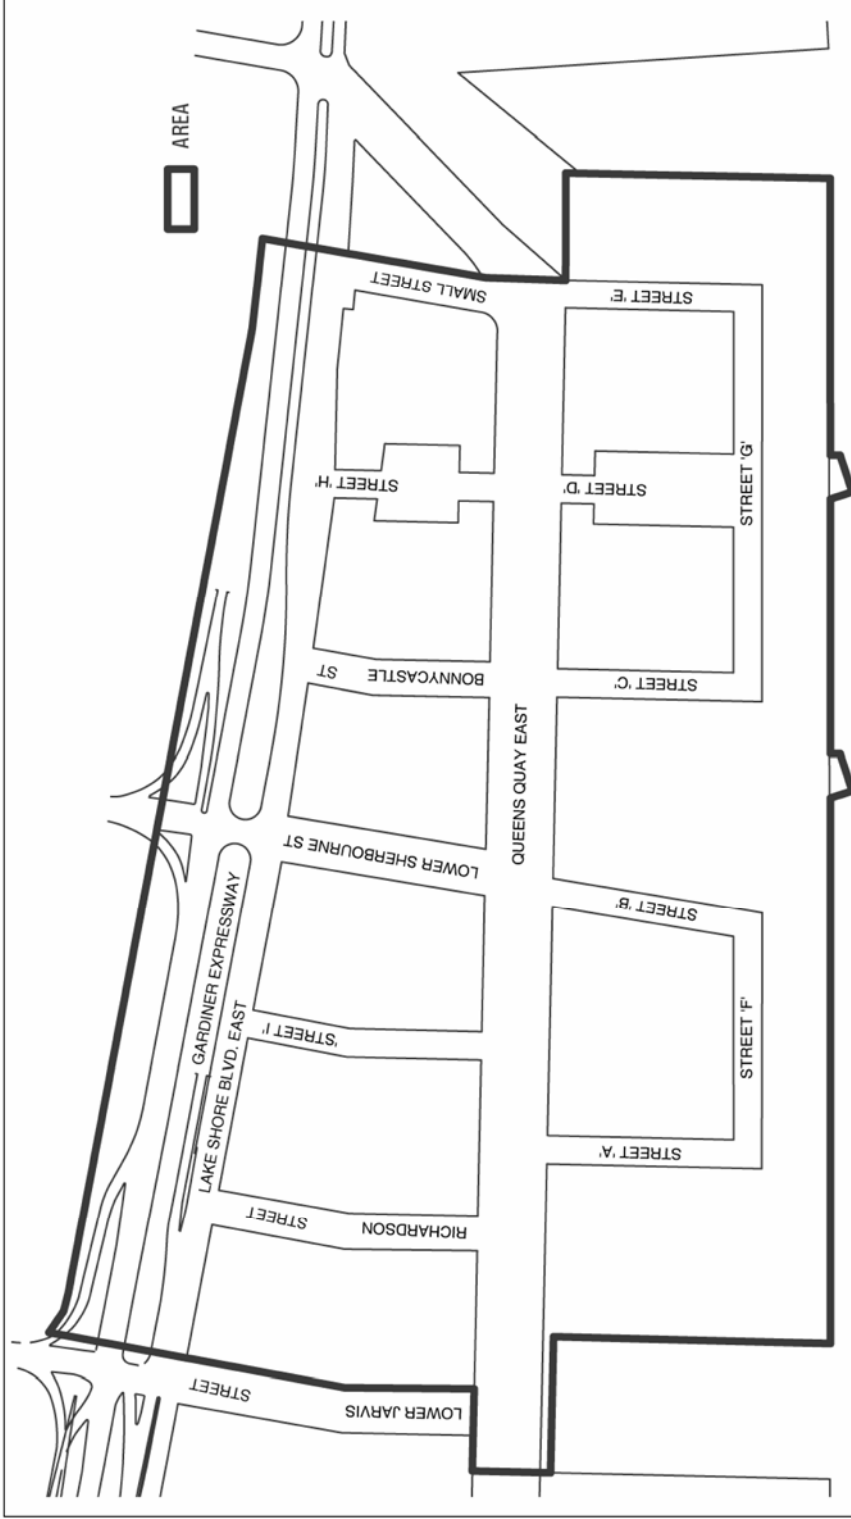 AREA
SMALL STREET
STREET 'E'
STREET 'H'
STREET 'D'
STREET 'G'
BONNYCASTLE ST
STREET 'C'
QUEENS QUAY EAST
LOWER SHERBOURNE ST
STREET 'B'
GARDINER EXPRESSWAY
LAKE SHORE BLVD. EAST
STREET 'I'
STREET 'F'
STREET 'A'
RICHARDSON STREET
LOWER JARVIS STREET